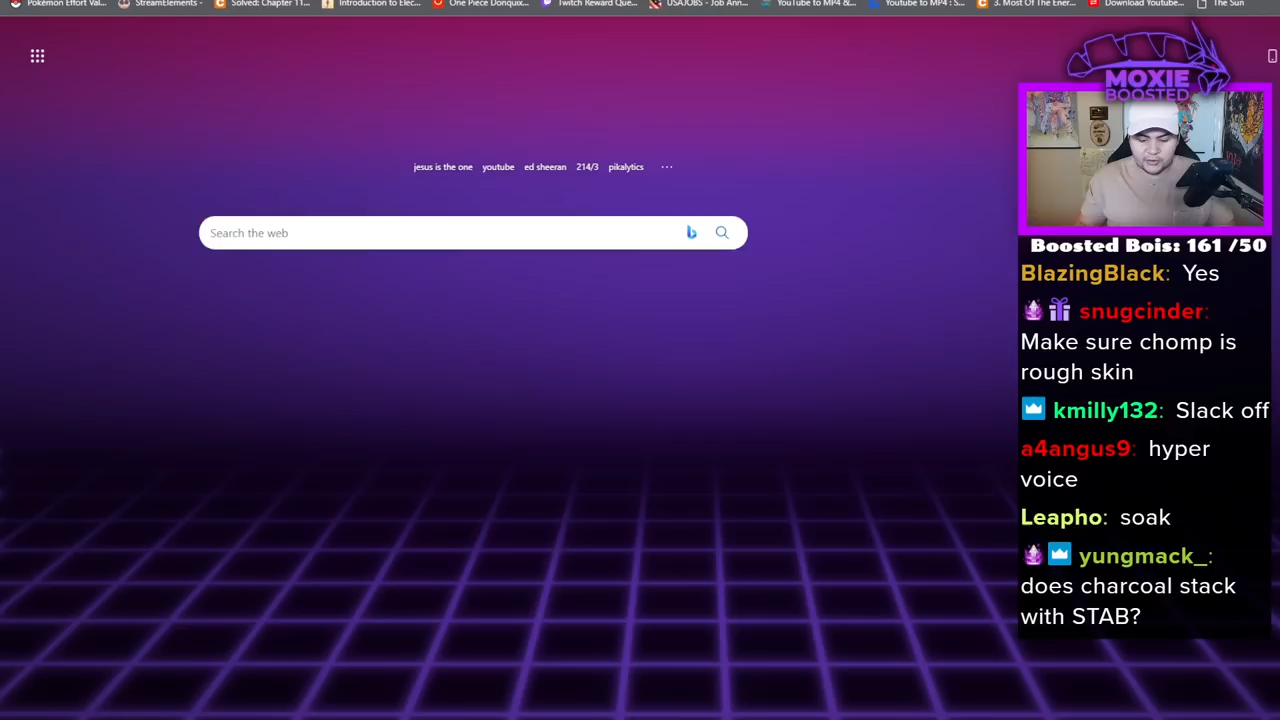 Pokémon Effort Val... StreamElements - Solved: Chapter 11... Introduction to Elec... One Piece Donquix... Twitch Reward Que... USAJOBS - Job Ann... YouTube to MP4 &... Youtube to MP4 : S... 3. Most Of The Ener... Download Youtube... The Sun
MOXIE
BOOSTED
jesus is the one youtube ed sheeran 214/3 pikalytics ...
Search the web
Boosted Bois: 161 /50
BlazingBlack: Yes
snugcinder:
Make sure chomp is
rough skin
kmilly132: Slack off
a4angus9: hyper
voice
Leapho: soak
yungmack_:
does charcoal stack
with STAB?